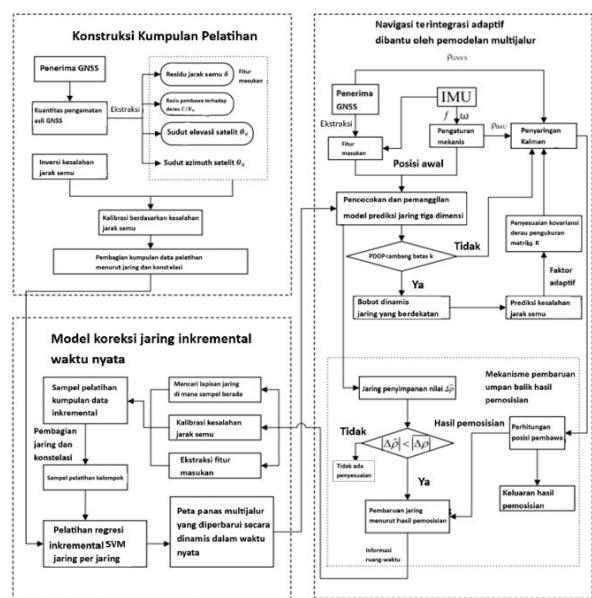 Konstruksi Kumpulan Pelatihan
Penerima GNSS
Kuantitas pengamatan
asli GNSS
Ekstraksi
Residu jarak semu δ
Rasio pembawa terhadap
derau C/N₀
Sudut elevasi satelit θₑ
Sudut azimuth satelit θₐ
Fitur
masukan
Inversi kesalahan
jarak semu
Kalibrasi berdasarkan kesalahan
jarak semu
Pembagian kumpulan data pelatihan
menurut jaring dan konstelasi
Model koreksi jaring inkremental
waktu nyata
Sampel pelatihan
kumpulan data
inkremental
Mencari lapisan jaring
di mana sampel berada
Kalibrasi kesalahan
jarak semu
Ekstraksi fitur
masukan
Pembagian
jaring dan
konstelasi
Sampel pelatihan kelompok
Pelatihan regresi
inkremental SVM
jaring per jaring
Peta panas multijalur
yang diperbarui secara
dinamis dalam waktu
nyata
Navigasi terintegrasi adaptif
dibantu oleh pemodelan multijalur
ρGNSS
Penerima
GNSS
IMU
Ekstraksi
f
ω
Fitur
masukan
Pengaturan
mekanis
ρIMU
Penyaringan
Kalman
Posisi awal
Pencecokan dan pemanggilan
model prediksi jaring tiga dimensi
Tidak
PDOP<ambang batas k
Ya
Penyesuaian kovariansi
derau pengukuran
matriks R
Faktor
adaptif
Bobot dinamis
jaring yang berdekatan
Prediksi kesalahan
jarak semu
Jaring penyimpanan nilai Δρ̂
Mekanisme pembaruan
umpan balik hasil
pemosisian
Tidak
|Δρ̂|<|Δρ|
Hasil pemosisian
Perhitungan
posisi pembawa
Tidak ada
penyesuaian
Ya
Keluaran hasil
pemosisian
Pembaruan jaring
menurut hasil pemosisian
Informasi
ruang-waktu